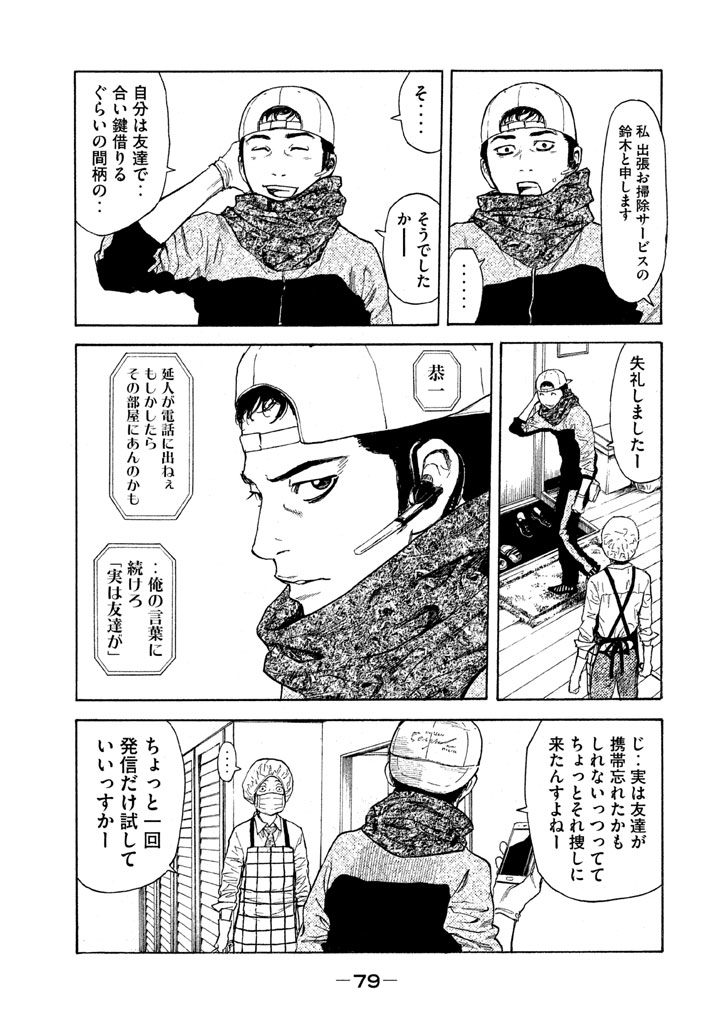 私 出張お掃除サービスの
鈴木と申します
‥‥‥
そ‥‥
そうでした
かー
自分は友達で‥
合い鍵借りる
ぐらいの間柄の‥
失礼しましたー
恭一
延人が電話に出ねぇ
もしかしたら
その部屋にあんのかも
‥俺の言葉に
続けろ
「実は友達が」
じ‥実は友達が
携帯忘れたかも
しれないっつってて
ちょっとそれ捜しに
来たんすよねー
‥‥
ちょっと一回
発信だけ試して
いいっすかー
—79—